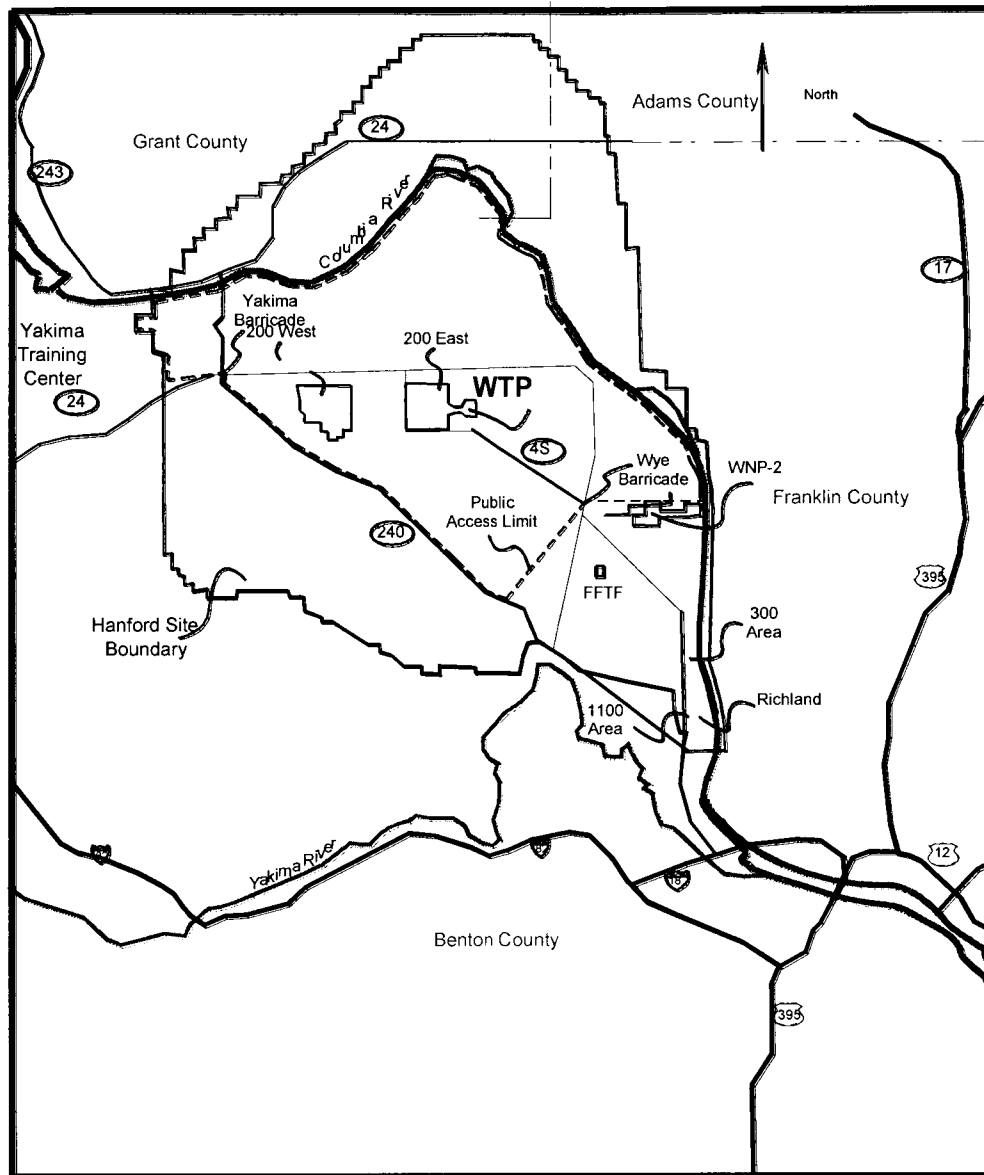 Adams County
North
24
Grant County
243
Columbia River
17
Yakima
Barricade
200 West
Yakima
Training
Center
200 East
WTP
24
4S
Wye
Barricade
WNP-2
Franklin County
Public
Access Limit
240
395
FFTF
Hanford Site
Boundary
300
Area
Richland
1100
Area
Yakima River
12
Benton County
395